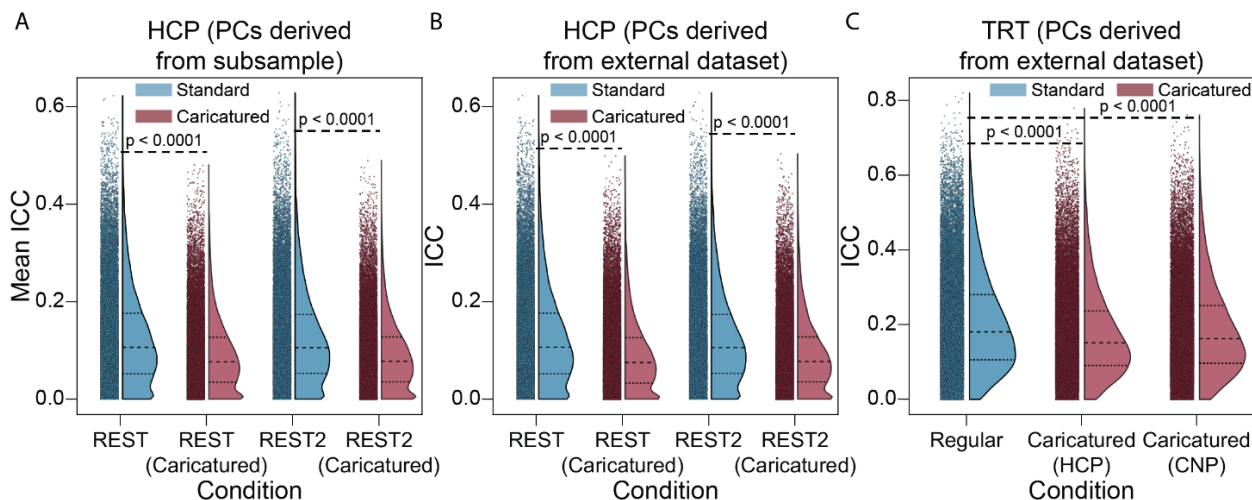 A
HCP (PCs derived
from subsample)
Standard
Caricatured
p < 0.0001
p < 0.0001
Mean ICC
0.6
0.4
0.2
0.0
REST
REST
(Caricatured)
REST2
REST2
(Caricatured)
Condition
B
HCP (PCs derived
from external dataset)
Standard
Caricatured
p < 0.0001
p < 0.0001
ICC
0.6
0.4
0.2
0.0
REST
REST
(Caricatured)
REST2
REST2
(Caricatured)
Condition
C
TRT (PCs derived
from external dataset)
Standard
Caricatured
p < 0.0001
p < 0.0001
ICC
0.8
0.6
0.4
0.2
0.0
Regular
Caricatured
(HCP)
Caricatured
(CNP)
Condition